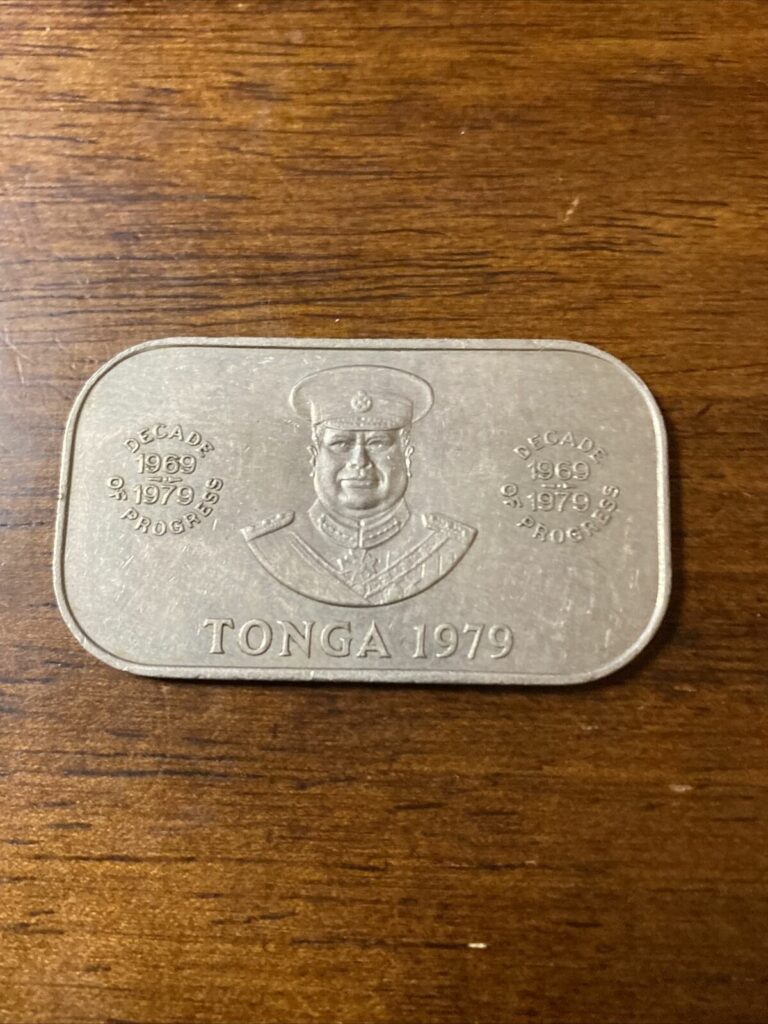 DECADE
1969
1979
OF PROGRESS
DECADE
1969
1979
OF PROGRESS
TONGA 1979